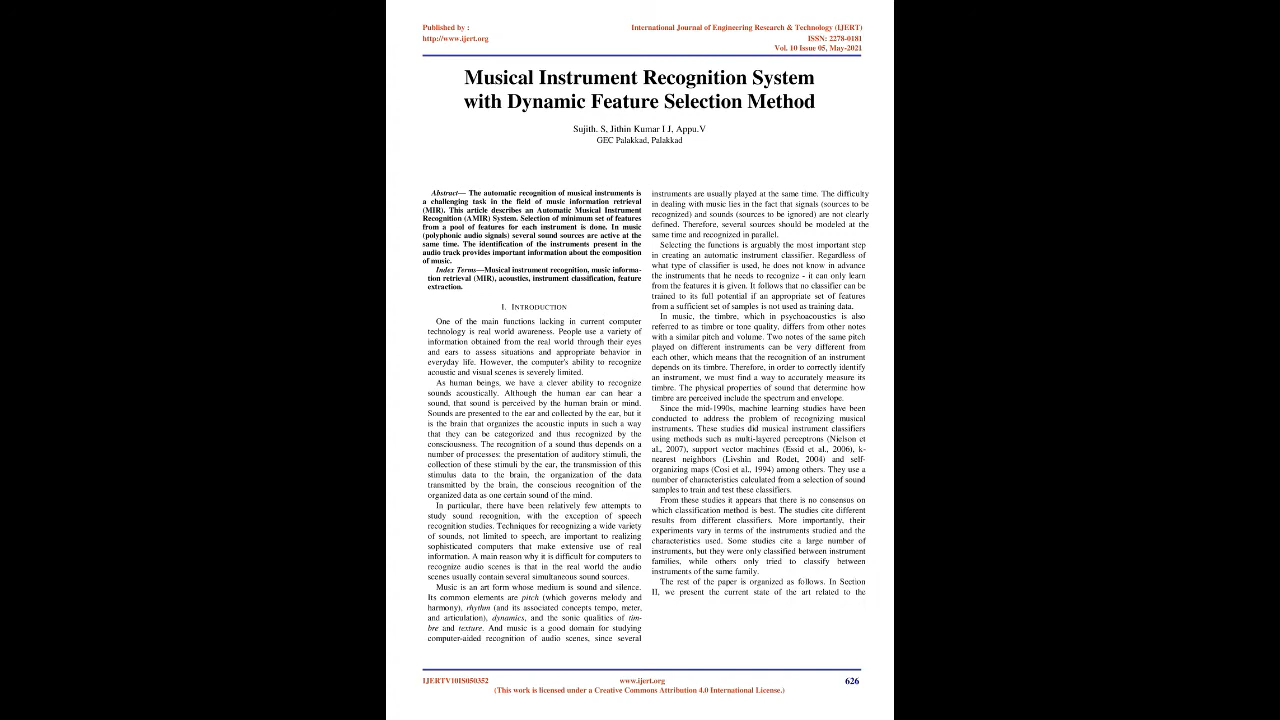 Published by :
http://www.ijert.org
International Journal of Engineering Research & Technology (IJERT)
ISSN: 2278-0181
Vol. 10 Issue 05, May-2021
Musical Instrument Recognition System
with Dynamic Feature Selection Method
Sujith. S, Jithin Kumar I J, Appu.V
GEC Palakkad, Palakkad
Abstract— The automatic recognition of musical instruments is
a challenging task in the field of music information retrieval
(MIR). This article describes an Automatic Musical Instrument
Recognition (AMIR) System. Selection of minimum set of features
from a pool of features for each instrument is done. In music
(polyphonic audio signals) several sound sources are active at the
same time. The identification of the instruments present in the
audio track provides important information about the composition
of music.
Index Terms—Musical instrument recognition, music informa-
tion retrieval (MIR), acoustics, instrument classification, feature
extraction.
I. INTRODUCTION
One of the main functions lacking in current computer
technology is real world awareness. People use a variety of
information obtained from the real world through their eyes
and ears to assess situations and appropriate behavior in
everyday life. However, the computer's ability to recognize
acoustic and visual scenes is severely limited.
As human beings, we have a clever ability to recognize
sounds acoustically. Although the human ear can hear a
sound, that sound is perceived by the human brain or mind.
Sounds are presented to the ear and collected by the ear, but it
is the brain that organizes the acoustic inputs in such a way
that they can be categorized and thus recognized by the
consciousness. The recognition of a sound thus depends on a
number of processes: the presentation of auditory stimuli, the
collection of these stimuli by the ear, the transmission of this
stimulus data to the brain, the organization of the data
transmitted by the brain, the conscious recognition of the
organized data as one certain sound of the mind.
In particular, there have been relatively few attempts to
study sound recognition, with the exception of speech
recognition studies. Techniques for recognizing a wide variety
of sounds, not limited to speech, are important to realizing
sophisticated computers that make extensive use of real
information. A main reason why it is difficult for computers to
recognize audio scenes is that in the real world the audio
scenes usually contain several simultaneous sound sources.
Music is an art form whose medium is sound and silence.
Its common elements are pitch (which governs melody and
harmony), rhythm (and its associated concepts tempo, meter,
and articulation), dynamics, and the sonic qualities of tim-
bre and texture. And music is a good domain for studying
computer-aided recognition of audio scenes, since several
instruments are usually played at the same time. The difficulty
in dealing with music lies in the fact that signals (sources to be
recognized) and sounds (sources to be ignored) are not clearly
defined. Therefore, several sources should be modeled at the
same time and recognized in parallel.
Selecting the functions is arguably the most important step
in creating an automatic instrument classifier. Regardless of
what type of classifier is used, he does not know in advance
the instruments that he needs to recognize - it can only learn
from the features it is given. It follows that no classifier can be
trained to its full potential if an appropriate set of features
from a sufficient set of samples is not used as training data.
In music, the timbre, which in psychoacoustics is also
referred to as timbre or tone quality, differs from other notes
with a similar pitch and volume. Two notes of the same pitch
played on different instruments can be very different from
each other, which means that the recognition of an instrument
depends on its timbre. Therefore, in order to correctly identify
an instrument, we must find a way to accurately measure its
timbre. The physical properties of sound that determine how
timbre are perceived include the spectrum and envelope.
Since the mid-1990s, machine learning studies have been
conducted to address the problem of recognizing musical
instruments. These studies did musical instrument classifiers
using methods such as multi-layered perceptrons (Nielson et
al., 2007), support vector machines (Essid et al., 2006), k-
nearest neighbors (Livshin and Rodet, 2004) and self-
organizing maps (Cosi et al., 1994) among others. They use a
number of characteristics calculated from a selection of sound
samples to train and test these classifiers.
From these studies it appears that there is no consensus on
which classification method is best. The studies cite different
results from different classifiers. More importantly, their
experiments vary in terms of the instruments studied and the
characteristics used. Some studies cite a large number of
instruments, but they were only classified between instrument
families, while others only tried to classify between
instruments of the same family.
The rest of the paper is organized as follows. In Section
II, we present the current state of the art related to the
IJERTV10IS050352
www.ijert.org
626
(This work is licensed under a Creative Commons Attribution 4.0 International License.)